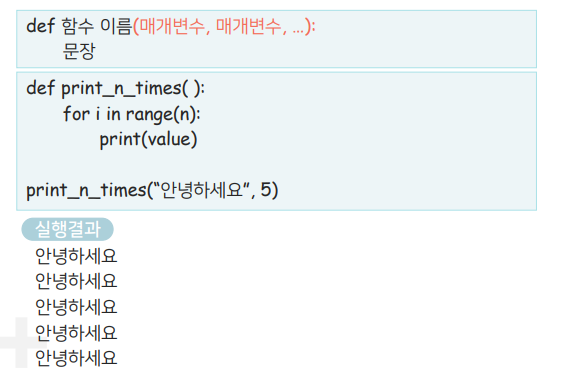 def 함수 이름(매개변수, 매개변수, …):
문장
def print_n_times( ):
for i in range(n):
print(value)
print_n_times(“안녕하세요”, 5)
실행결과
안녕하세요
안녕하세요
안녕하세요
안녕하세요
안녕하세요